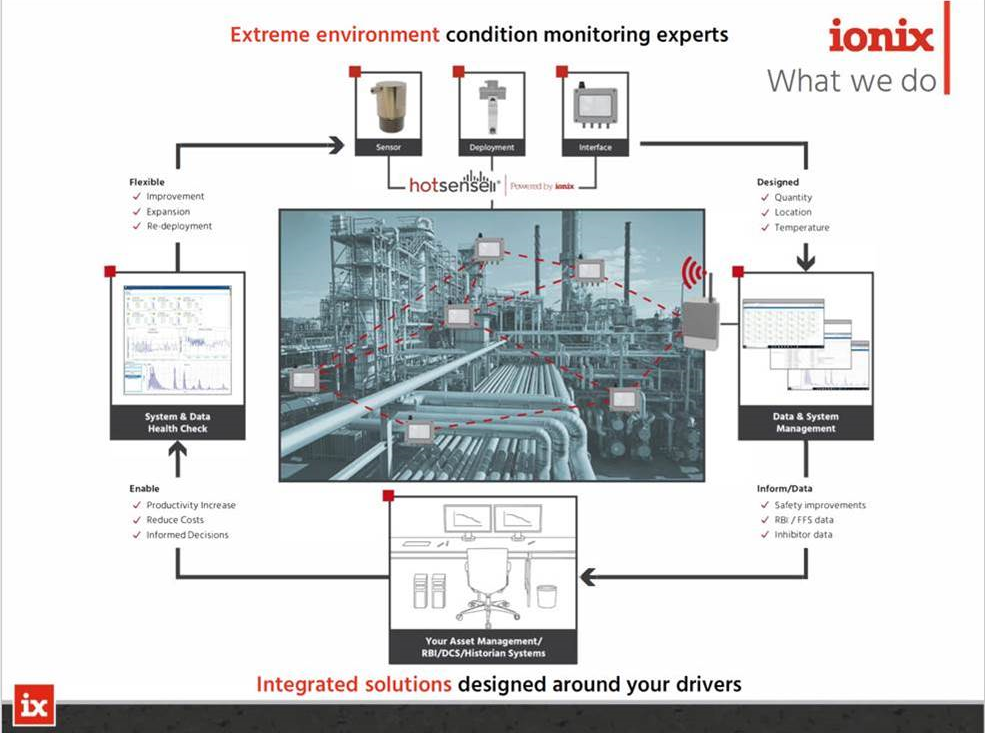 Extreme environment condition monitoring experts
ionix
What we do
Sensor
Deployment
Interface
hotsense® Powered by ionix
Flexible
✓ Improvement
✓ Expansion
✓ Re-deployment
Designed
✓ Quantity
✓ Location
✓ Temperature
System & Data
Health Check
Data & System
Management
Enable
✓ Productivity Increase
✓ Reduce Costs
✓ Informed Decisions
Inform/Data
✓ Safety improvements
✓ RBI / FFS data
✓ Inhibitor data
Your Asset Management/
RBI/DCS/Historian Systems
Integrated solutions designed around your drivers
ix